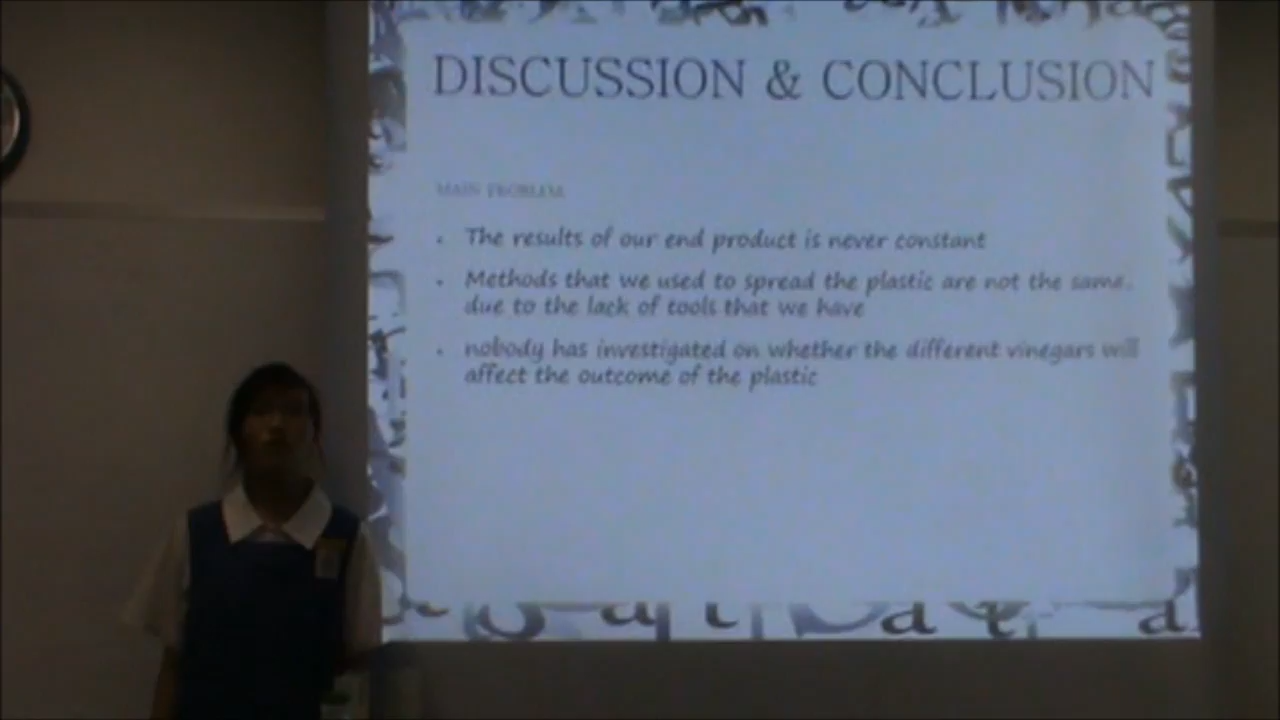 DISCUSSION & CONCLUSION
MAIN PROBLEM
• The results of our end product is never constant
• Methods that we used to spread the plastic are not the same,
due to the lack of tools that we have
• nobody has investigated on whether the different vinegars will
affect the outcome of the plastic